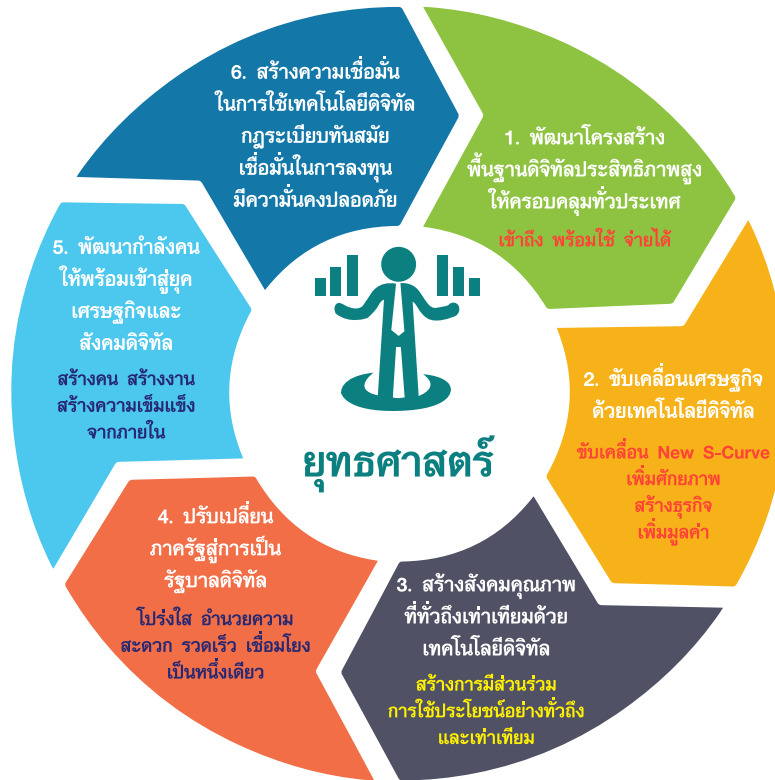 6. สร้างความเชื่อมั่น
ในการใช้เทคโนโลยีดิจิทัล
กฎระเบียบทันสมัย
เชื่อมั่นในการลงทุน
มีความั่นคงปลอดภัย
1. พัฒนาโครงสร้าง
พื้นฐานดิจิทัลประสิทธิภาพสูง
ให้ครอบคลุมทั่วประเทศ
เข้าถึง พร้อมใช้ จ่ายได้
2. ขับเคลื่อนเศรษฐกิจ
ด้วยเทคโนโลยีดิจิทัล
ขับเคลื่อน New S-Curve
เพิ่มศักยภาพ
สร้างธุรกิจ
เพิ่มมูลค่า
3. สร้างสังคมคุณภาพ
ที่ทั่วถึงเท่าเทียมด้วย
เทคโนโลยีดิจิทัล
สร้างการมีส่วนร่วม
การใช้ประโยชน์อย่างทั่วถึง
และเท่าเทียม
4. ปรับเปลี่ยน
ภาครัฐสู่การเป็น
รัฐบาลดิจิทัล
โปร่งใส อำนวยความ
สะดวก รวดเร็ว เชื่อมโยง
เป็นหนึ่งเดียว
5. พัฒนากำลังคน
ให้พร้อมเข้าสู่ยุค
เศรษฐกิจและ
สังคมดิจิทัล
สร้างคน สร้างงาน
สร้างความเข็มแข็ง
จากภายใน
ยุทธศาสตร์